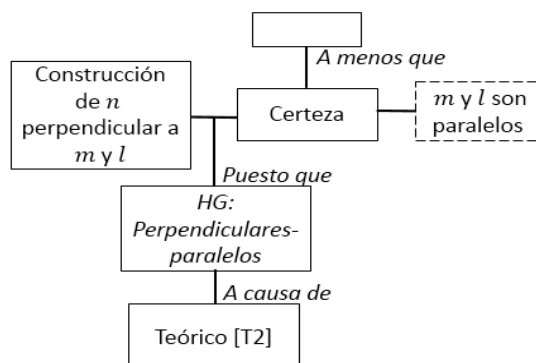 A menos que
Construcción
de n
perpendicular a
m y l
Certeza
m y l son
paralelos
Puesto que
HG:
Perpendiculares-
paralelos
A causa de
Teórico [T2]